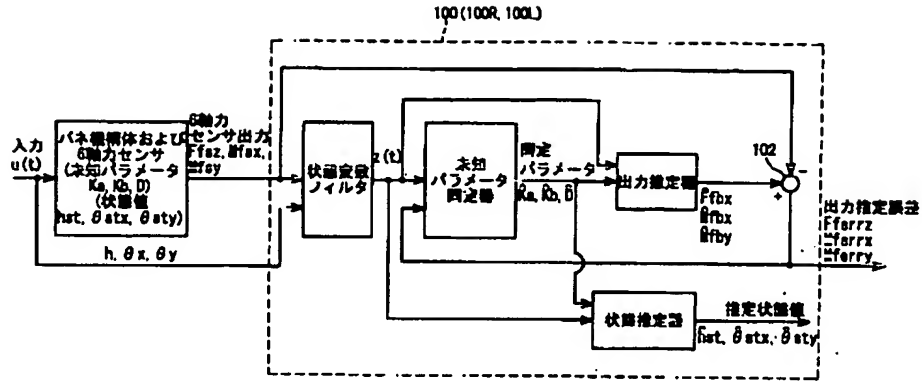 100(100R, 100L)
入力
u(t)
バネ機構体および
6軸力センサ
(未知パラメータ
Ka, Kb, D)
(状態値
hst, θstx, θsty)
6軸力
センサ出力
Ffsz, Mfsx,
Mfsy
h, θx, θy
状態変数
フィルタ
z(t)
未知
パラメータ
同定器
同定
パラメータ
K̂a, K̂b, D̂
出力推定器
F̂fbx
M̂fbx
M̂fby
102
−
+
出力推定誤差
Fferrz
Mferrx
Mferry
状態推定器
推定状態値
ĥst, θ̂stx, θ̂sty